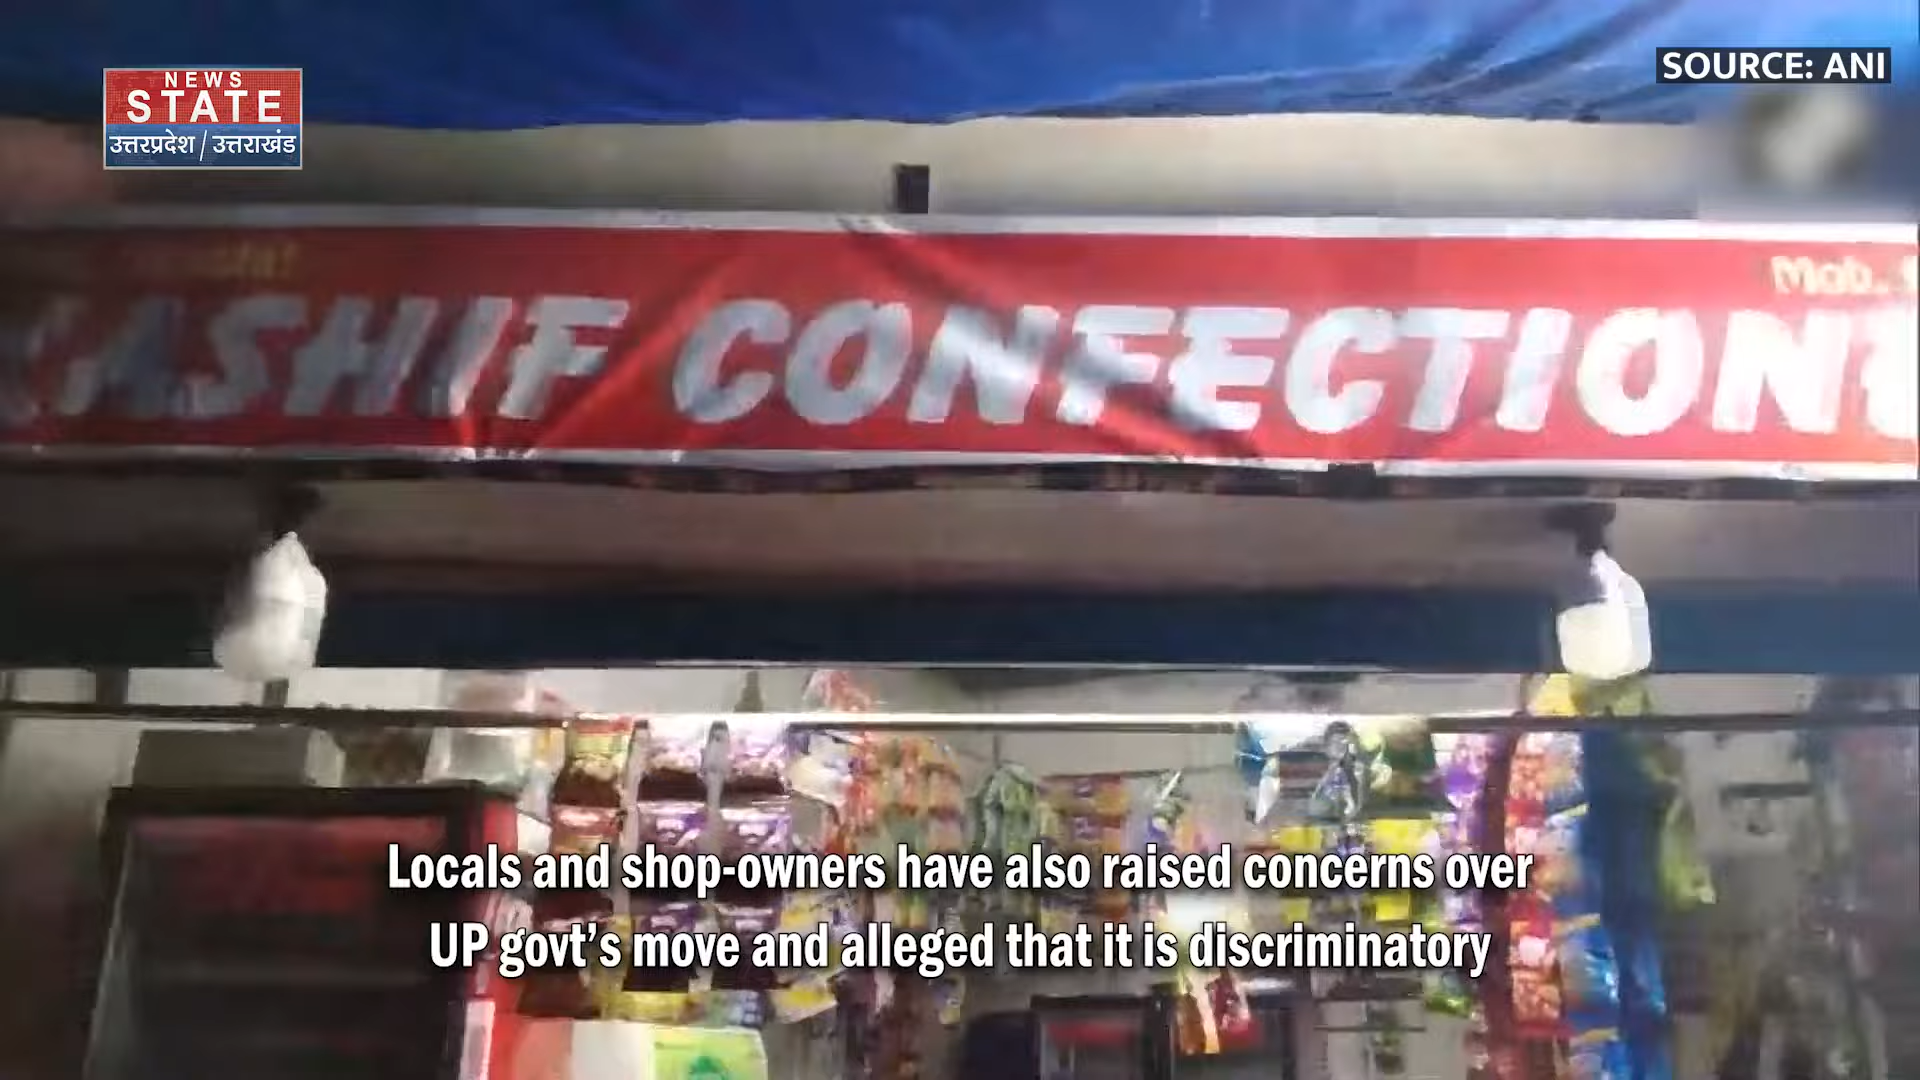 NEWS
STATE
उत्तरप्रदेश / उत्तराखंड
SOURCE: ANI
Mob.
KASHIF CONFECTION
Locals and shop-owners have also raised concerns over
UP govt's move and alleged that it is discriminatory